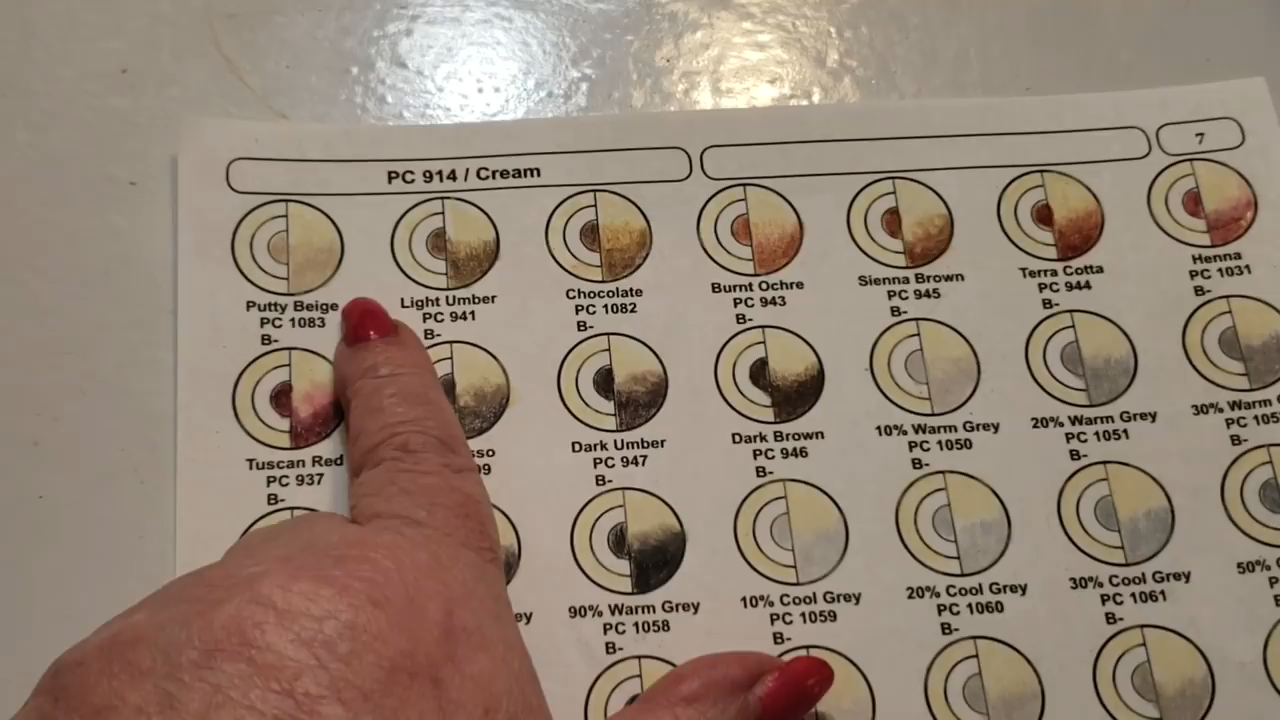 PC 914 / Cream
7
Putty Beige
PC 1083
B-
Light Umber
PC 941
B-
Chocolate
PC 1082
B-
Burnt Ochre
PC 943
B-
Sienna Brown
PC 945
B-
Terra Cotta
PC 944
B-
Henna
PC 1031
B-
Tuscan Red
PC 937
B-
Dark Umber
PC 947
B-
Dark Brown
PC 946
B-
10% Warm Grey
PC 1050
B-
20% Warm Grey
PC 1051
B-
30% Warm
B-
90% Warm Grey
PC 1058
B-
10% Cool Grey
PC 1059
B-
20% Cool Grey
PC 1060
B-
30% Cool Grey
PC 1061
B-
50%